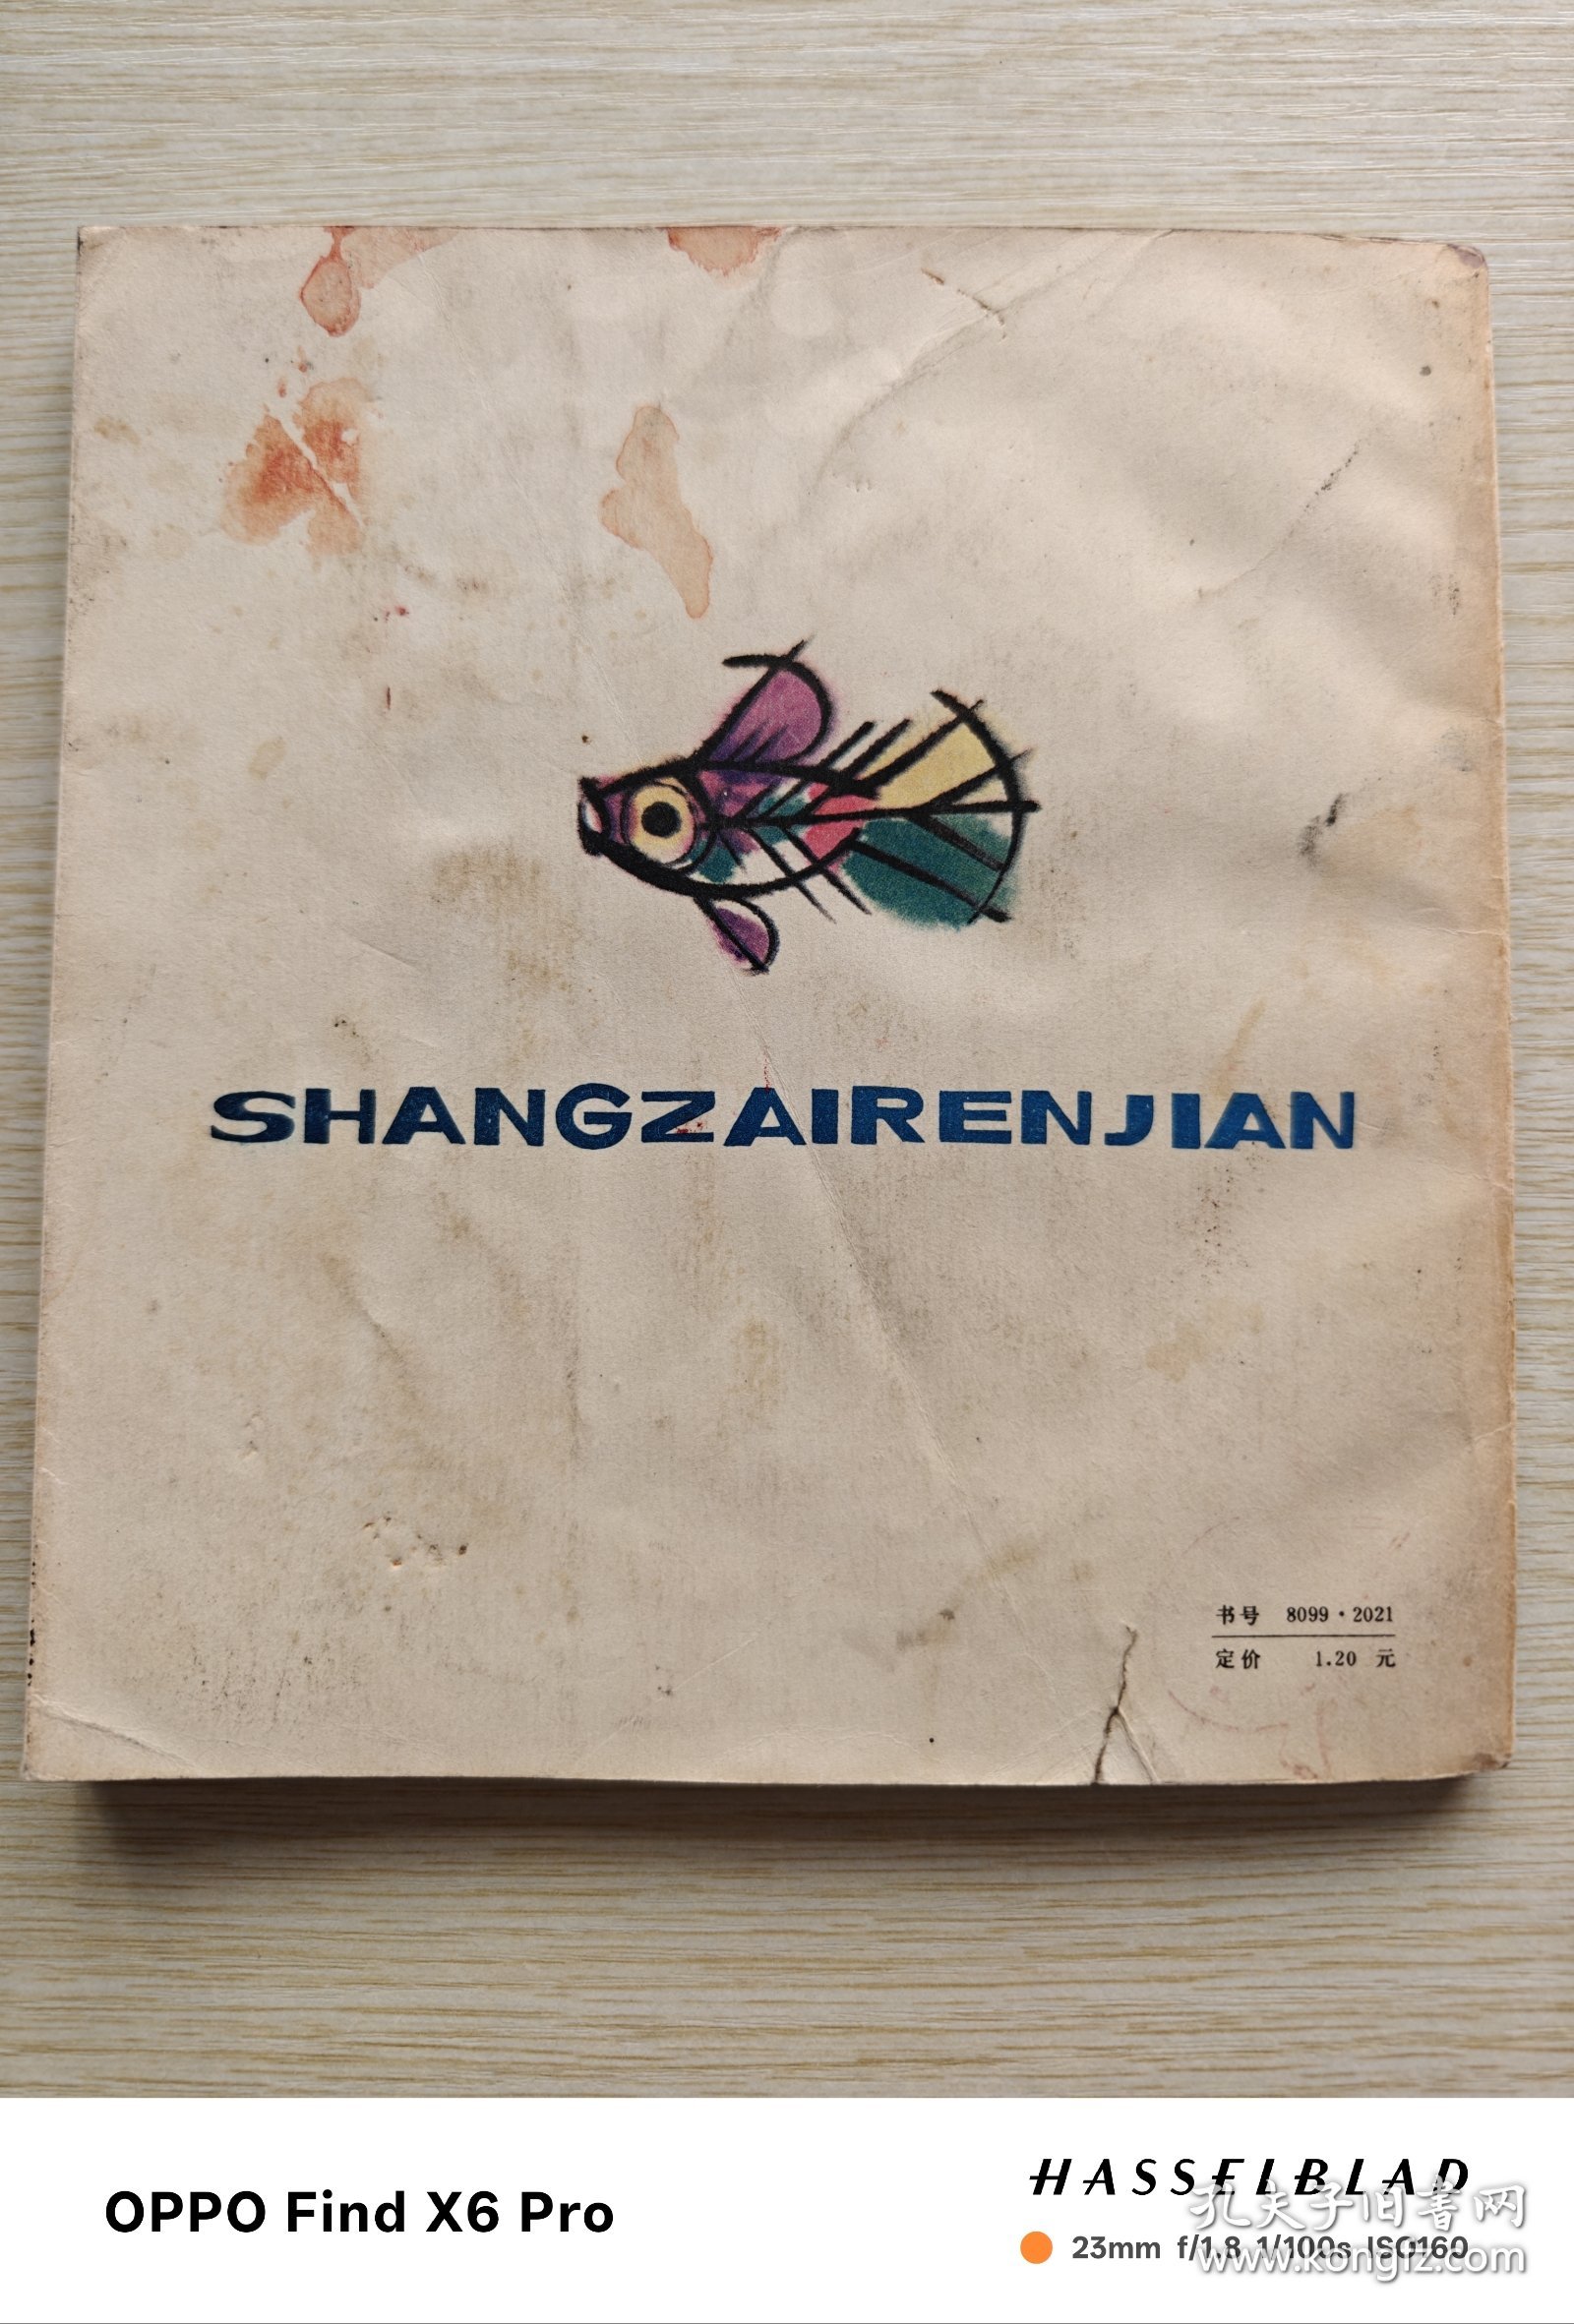 SHANGZAIRENJIAN
书号 8099·2021
定价 1.20 元
OPPO Find X6 Pro
HASSELBLAD
23mm f/1.8 1/100s ISO160
孔夫子旧书网
www.kongfz.com